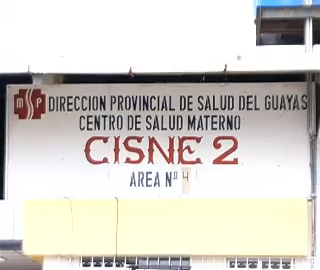 MSP DIRECCION PROVINCIAL DE SALUD DEL GUAYAS
CENTRO DE SALUD MATERNO
CISNE 2
AREA Nº 4